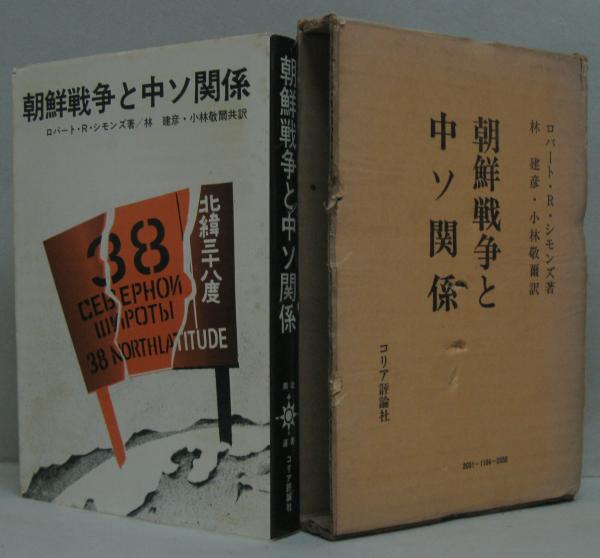 朝鮮戦争と中ソ関係
ロバート・R・シモンズ著/林 建彦・小林敬爾共訳
38
СЕВЕРНОЙ
ШИРОТЫ
38 NORTHLATITUDE
北緯三十八度
朝鮮戦争と中ソ関係
コリア評論社
ロバート・R・シモンズ著
林 建彦・小林敬爾訳
朝鮮戦争と
中ソ関係
コリア評論社